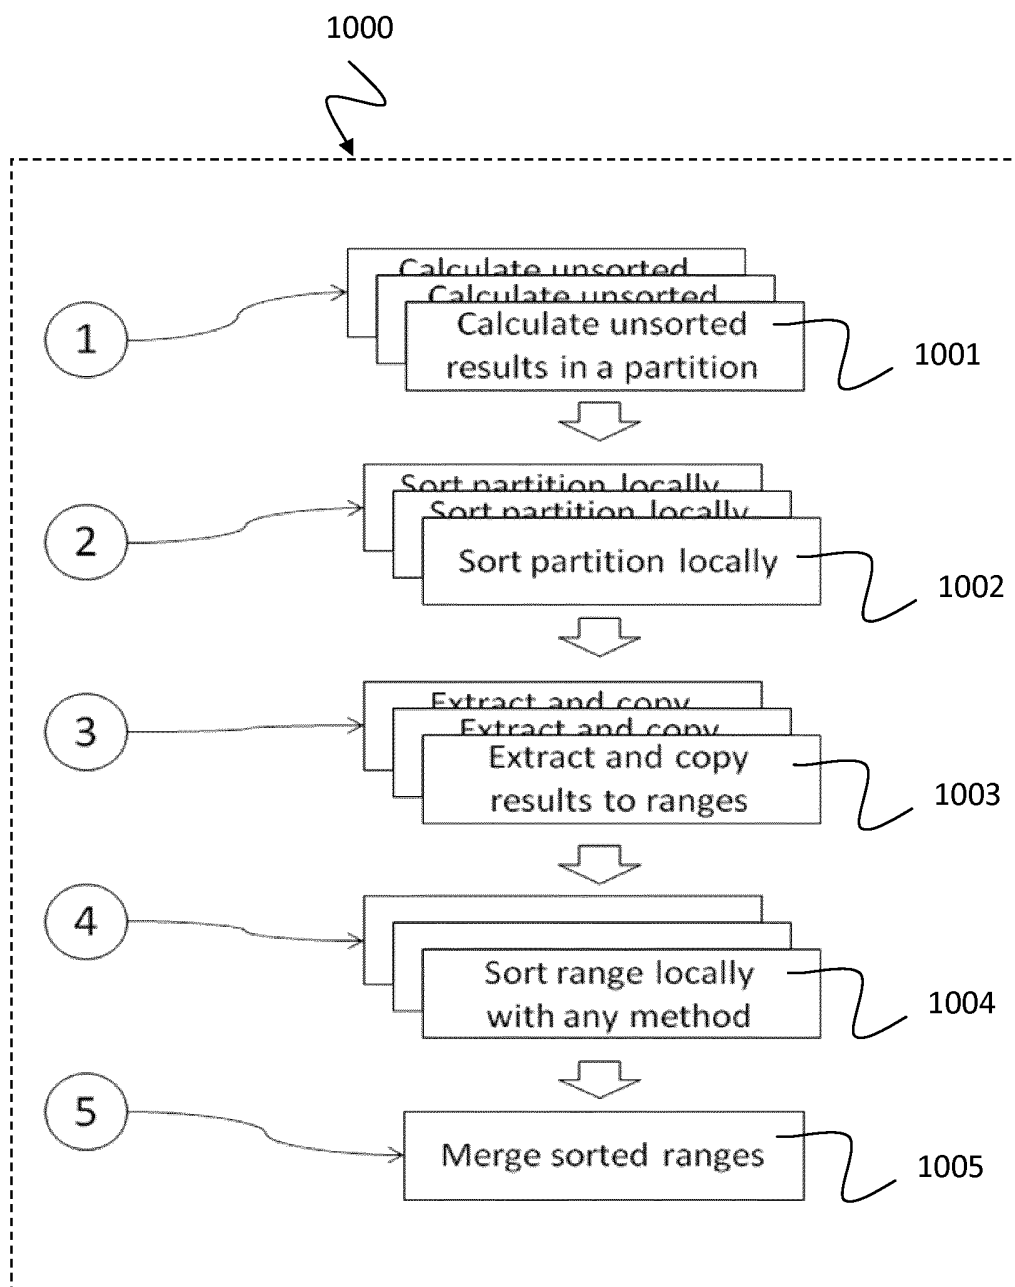 1000
1
Calculate unsorted
Calculate unsorted
Calculate unsorted
results in a partition
1001
2
Sort partition locally
Sort partition locally
Sort partition locally
1002
3
Extract and copy
Extract and copy
Extract and copy
results to ranges
1003
4
Sort range locally
with any method
1004
5
Merge sorted ranges
1005